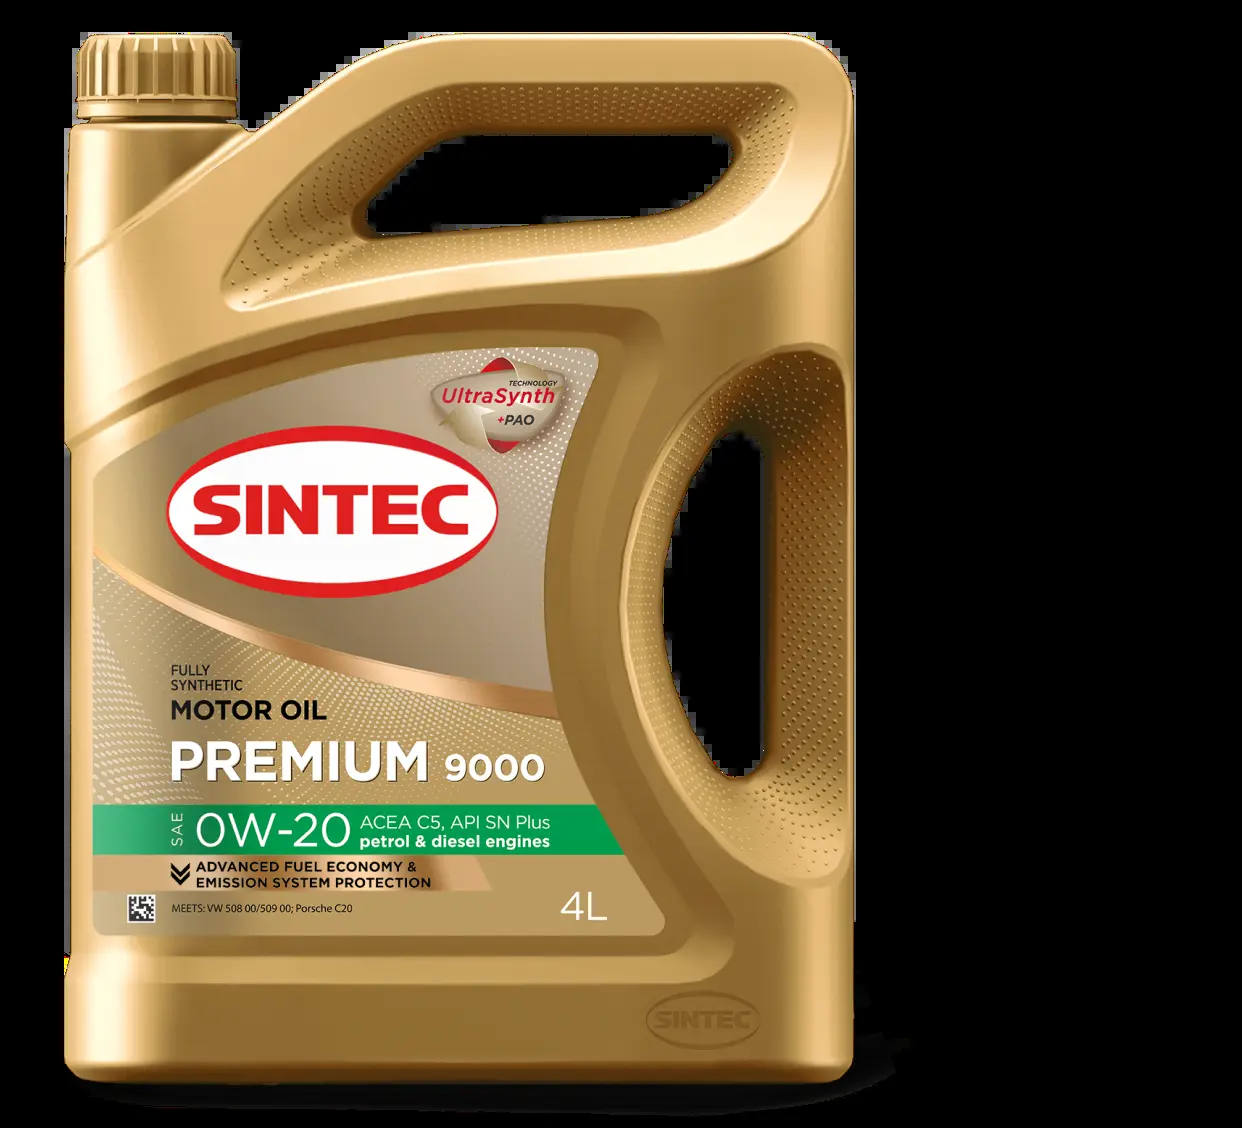 TECHNOLOGY
UltraSynth
+PAO
SINTEC
FULLY
SYNTHETIC
MOTOR OIL
PREMIUM 9000
SAE 0W-20 ACEA C5, API SN Plus
petrol & diesel engines
ADVANCED FUEL ECONOMY &
EMISSION SYSTEM PROTECTION
MEETS: VW 508 00/509 00; Porsche C20
4L
SINTEC